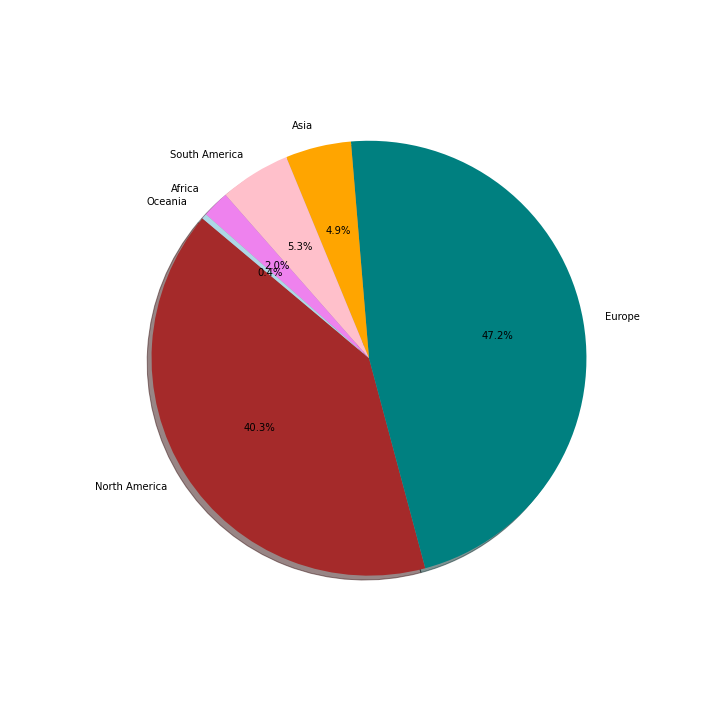 Asia
South America
Africa
Oceania
4.9%
5.3%
2.0%
0.4%
Europe
47.2%
40.3%
North America